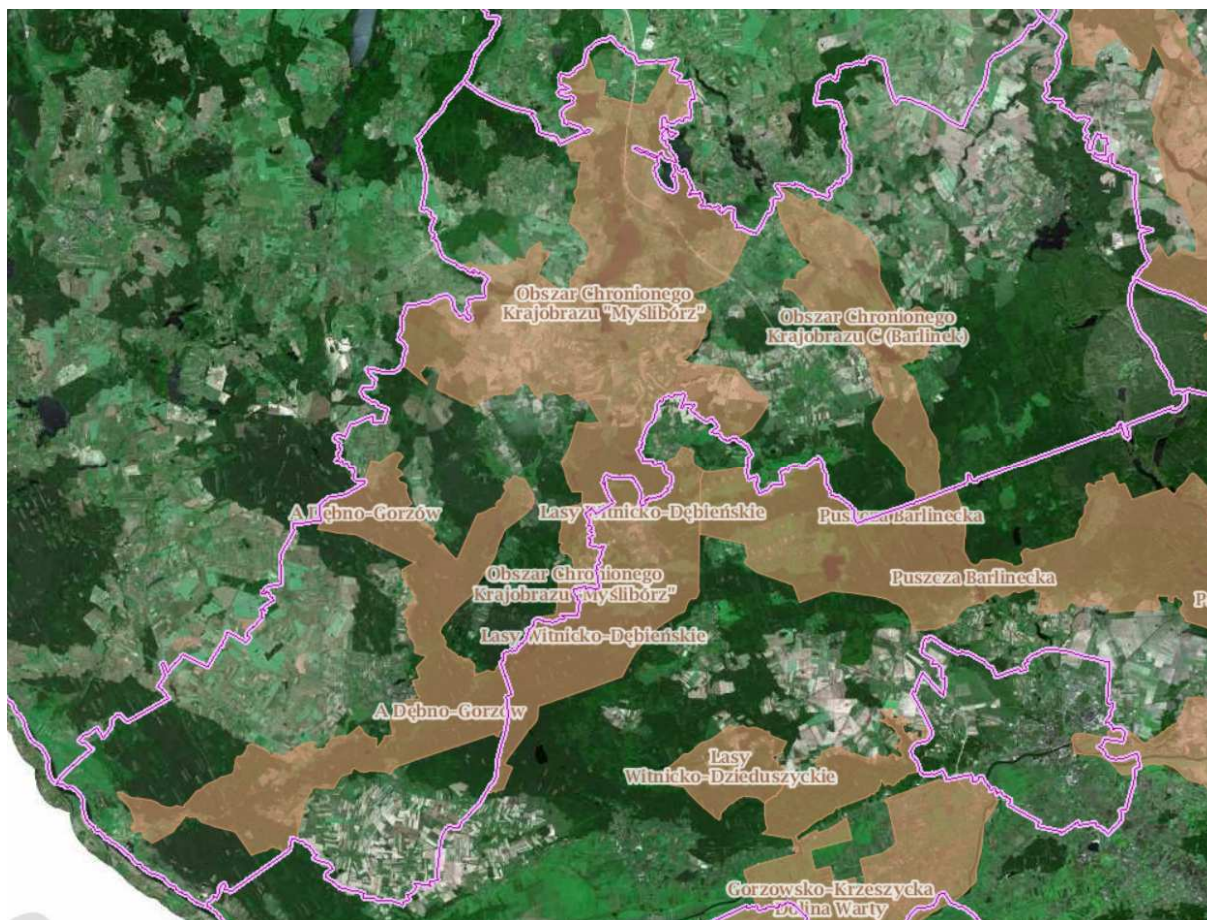 Obszar Chronionego
Krajobrazu "Myślibórz"
Obszar Chronionego
Krajobrazu C (Barlinek)
A Dębno-Gorzów
Lasy Witnicko-Dębieńskie
Puszcza Barlinecka
Obszar Chronionego
Krajobrazu "Myślibórz"
Puszcza Barlinecka
Lasy Witnicko-Dębieńskie
A Dębno-Gorzów
Lasy
Witnicko-Dzieduszyckie
Gorzowsko-Krzeszycka
Dolina Warty